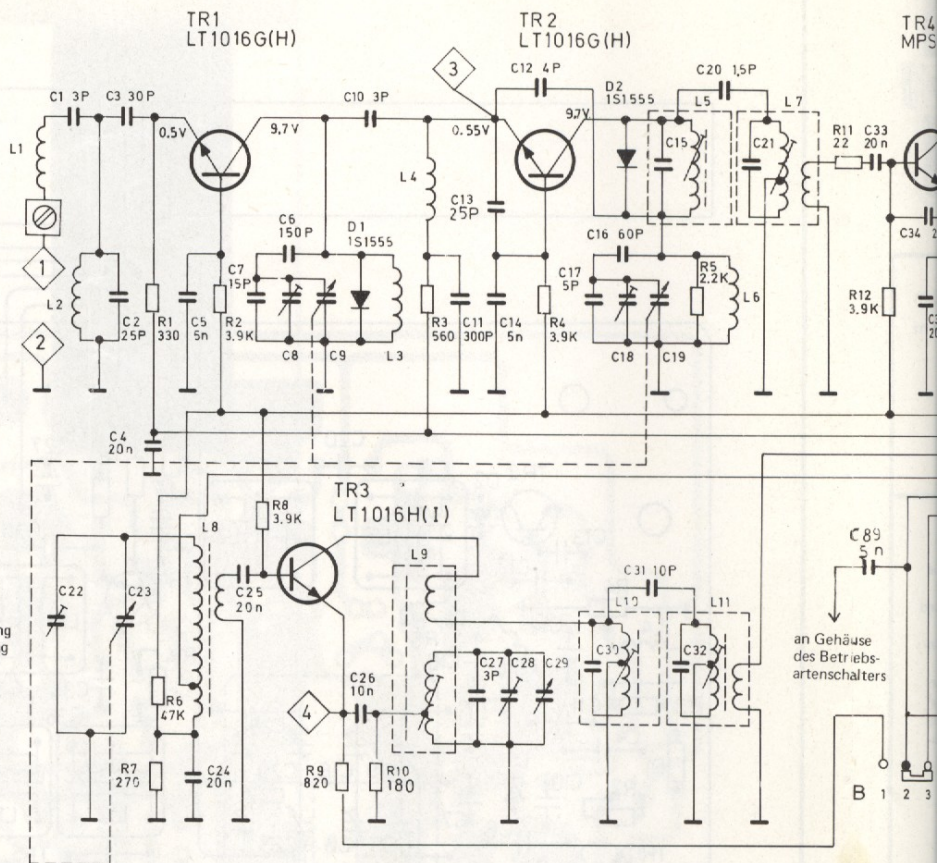 TR1
LT1016G(H)
TR2
LT1016G(H)
TR4
MPS
3
C12 4P
D2
1S1555
C20 1,5P
C1 3P
C3 30P
C10 3P
L5
L7
0.5V
9,7V
0.55V
9.7V
R11
22
C33
20n
L1
C15
C21
L4
C13
25P
C34
C6
150P
D1
1S1555
C16 60P
1
C7
15P
C17
5P
R5
2.2K
L2
L6
R12
3.9K
C2
25P
R1
330
C5
5n
R2
3.9K
R3
560
C11
300P
C14
5n
R4
3.9K
2
C8
C9
L3
C18
C19
C4
20n
TR3
LT1016H(I)
R8
3.9K
L8
L9
C89
5n
C31 10P
C25
20n
L10
L11
C22
C23
an Gehäuse
des Betriebs-
artenschalters
C30
C32
C26
10n
C27
3P
C28
C29
4
R6
47K
R7
270
C24
20n
R9
820
R10
180
B 1 2 3